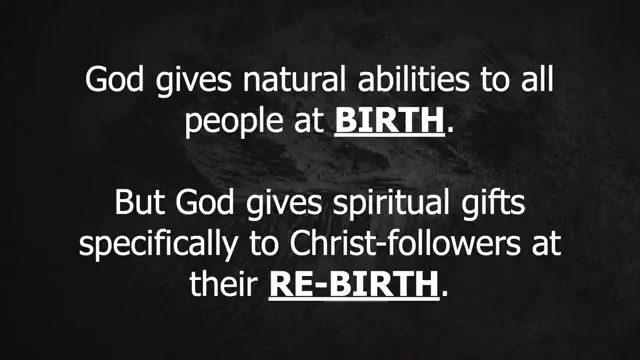 God gives natural abilities to all
people at BIRTH.
But God gives spiritual gifts
specifically to Christ-followers at
their RE-BIRTH.